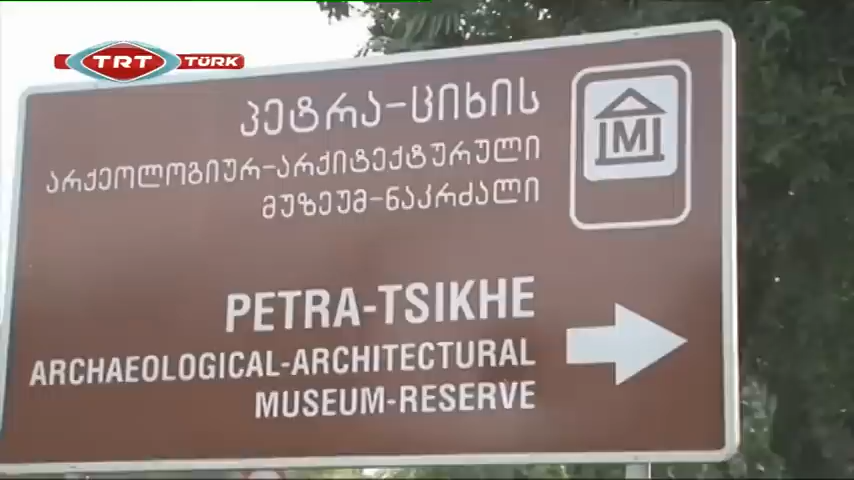 TRT TÜRK
პეტრა-ციხის
არქეოლოგიურ-არქიტექტურული
მუზეუმ-ნაკრძალი
M
PETRA-TSIKHE
ARCHAEOLOGICAL-ARCHITECTURAL
MUSEUM-RESERVE